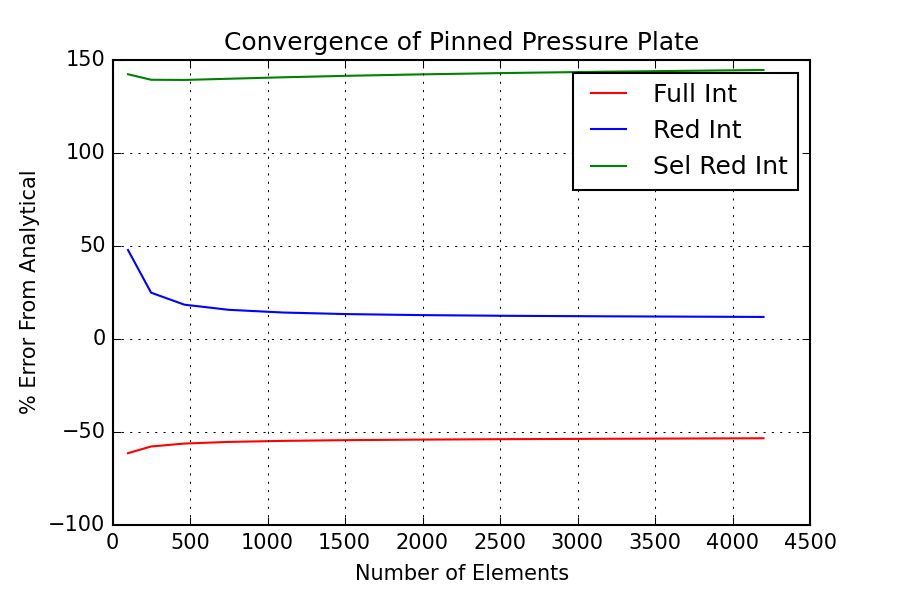 Convergence of Pinned Pressure Plate
150
100
50
0
−50
−100
% Error From Analytical
Full Int
Red Int
Sel Red Int
0 500 1000 1500 2000 2500 3000 3500 4000 4500
Number of Elements